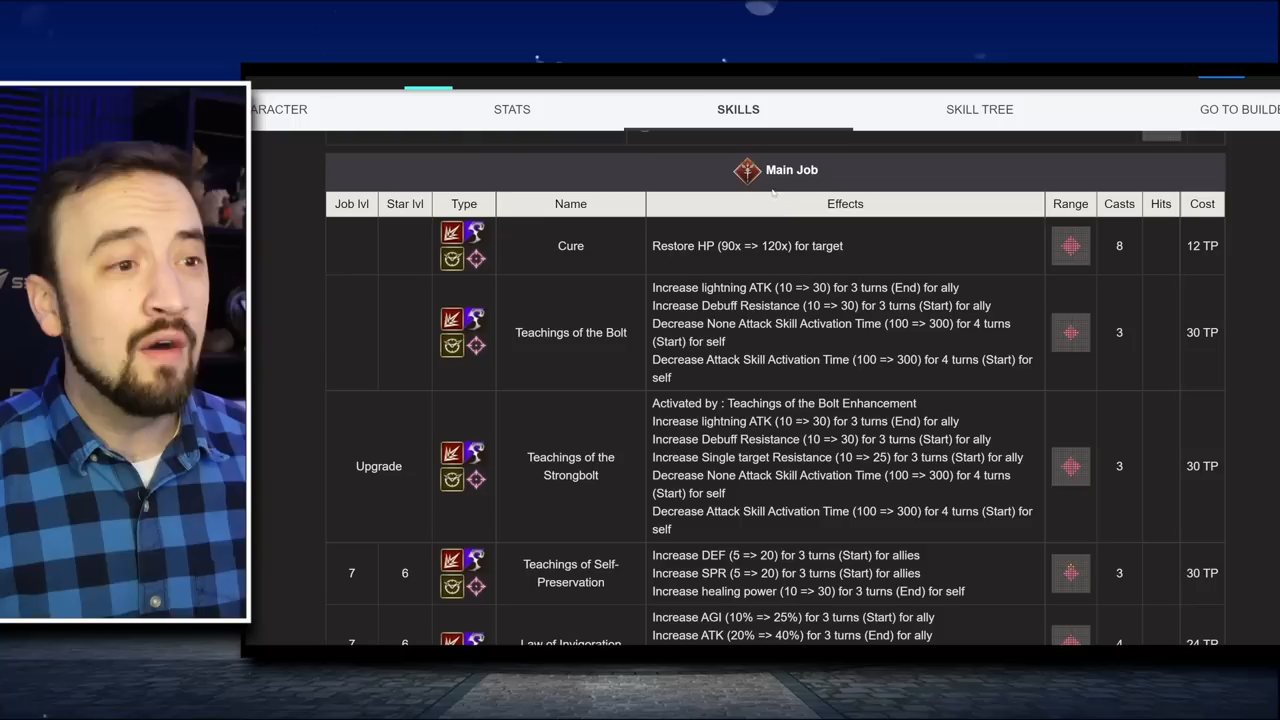 ARACTER STATS SKILLS SKILL TREE GO TO BUILDE
Main Job
Job lvl Star lvl Type Name Effects Range Casts Hits Cost
Cure Restore HP (90x => 120x) for target 8 12 TP
Teachings of the Bolt
Increase lightning ATK (10 => 30) for 3 turns (End) for ally
Increase Debuff Resistance (10 => 30) for 3 turns (Start) for ally
Decrease None Attack Skill Activation Time (100 => 300) for 4 turns
(Start) for self
Decrease Attack Skill Activation Time (100 => 300) for 4 turns (Start) for
self
3 30 TP
Upgrade
Teachings of the
Strongbolt
Activated by : Teachings of the Bolt Enhancement
Increase lightning ATK (10 => 30) for 3 turns (End) for ally
Increase Debuff Resistance (10 => 30) for 3 turns (Start) for ally
Increase Single target Resistance (10 => 25) for 3 turns (Start) for ally
Decrease None Attack Skill Activation Time (100 => 300) for 4 turns
(Start) for self
Decrease Attack Skill Activation Time (100 => 300) for 4 turns (Start) for
self
3 30 TP
7 6
Teachings of Self-
Preservation
Increase DEF (5 => 20) for 3 turns (Start) for allies
Increase SPR (5 => 20) for 3 turns (Start) for allies
Increase healing power (10 => 30) for 3 turns (End) for self
3 30 TP
7 6
Law of Invigoration
Increase AGI (10% => 25%) for 3 turns (Start) for ally
Increase ATK (20% => 40%) for 3 turns (End) for ally
4 24 TP